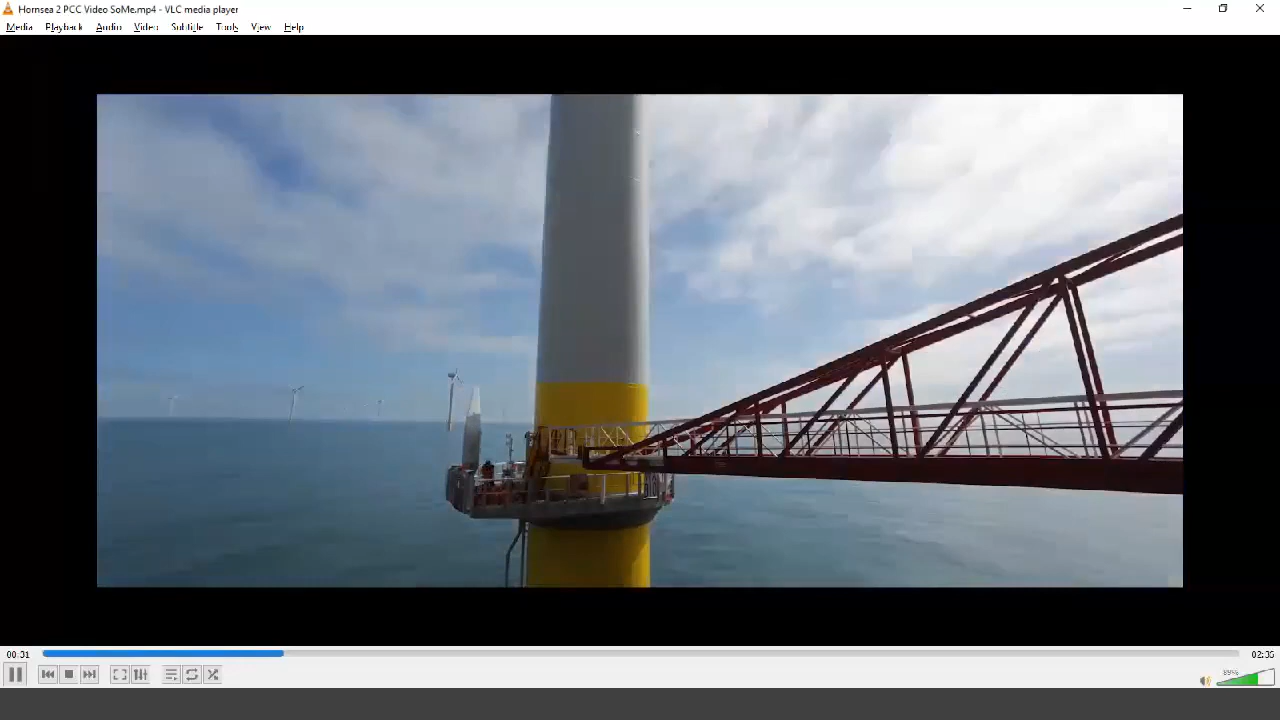 Hornsea 2 PCC Video SoMe.mp4 - VLC media player
Media Playback Audio Video Subtitle Tools View Help
00:31
02:35
89%